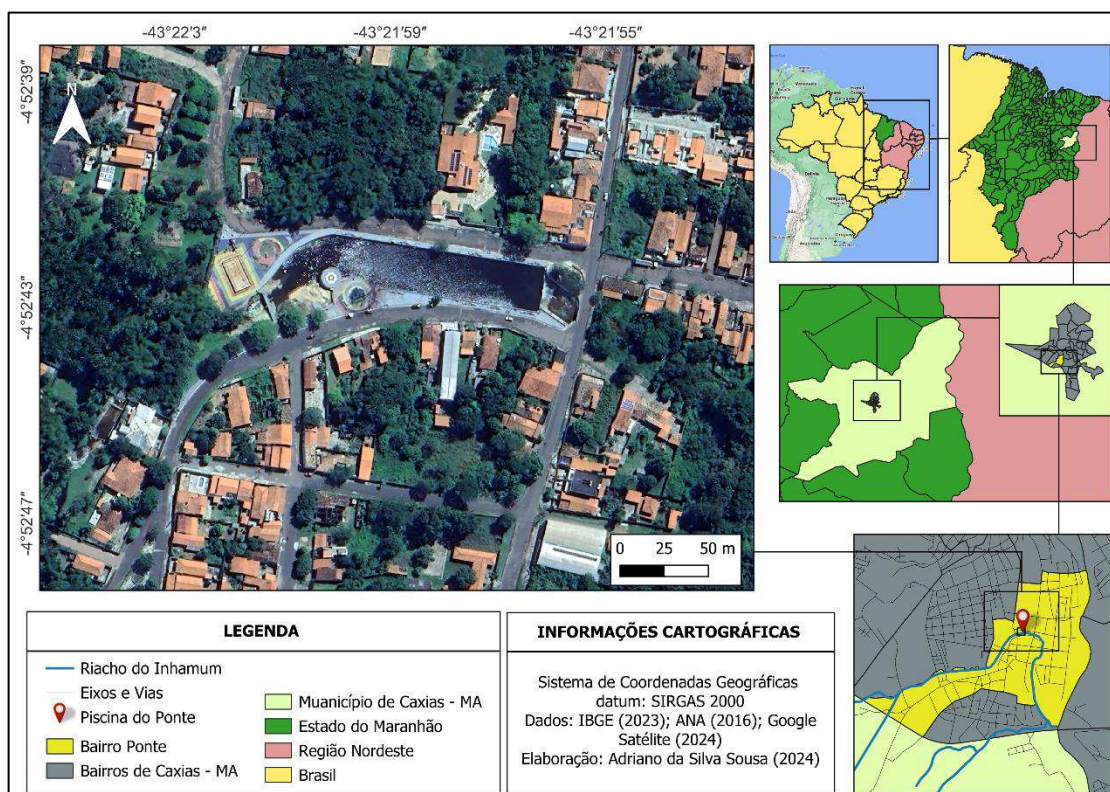 -43°22'3" -43°21'59" -43°21'55"
-4°52'39"
-4°52'43"
-4°52'47"
N
0 25 50 m
LEGENDA
Riacho do Inhamum
Eixos e Vias
Piscina do Ponte
Bairro Ponte
Bairros de Caxias - MA
Muanicípio de Caxias - MA
Estado do Maranhão
Região Nordeste
Brasil
INFORMAÇÕES CARTOGRÁFICAS
Sistema de Coordenadas Geográficas
datum: SIRGAS 2000
Dados: IBGE (2023); ANA (2016); Google
Satélite (2024)
Elaboração: Adriano da Silva Sousa (2024)